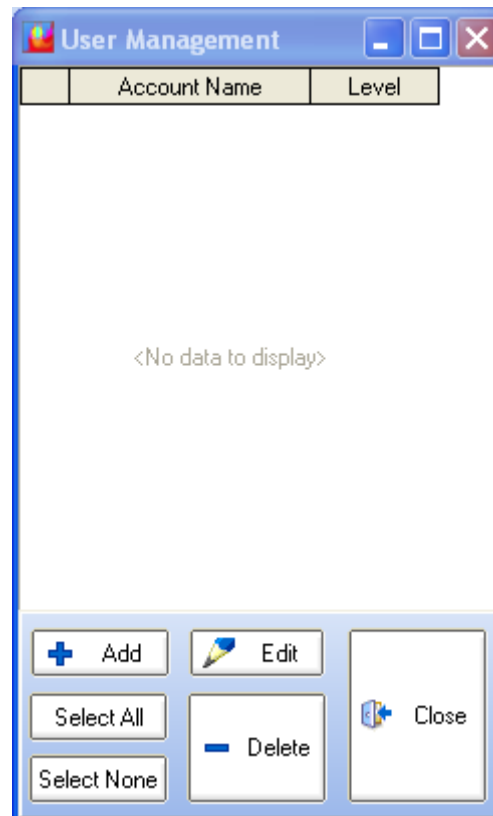 User Management
Account Name Level
<No data to display>
Add Edit
Select All
Close
Delete
Select None